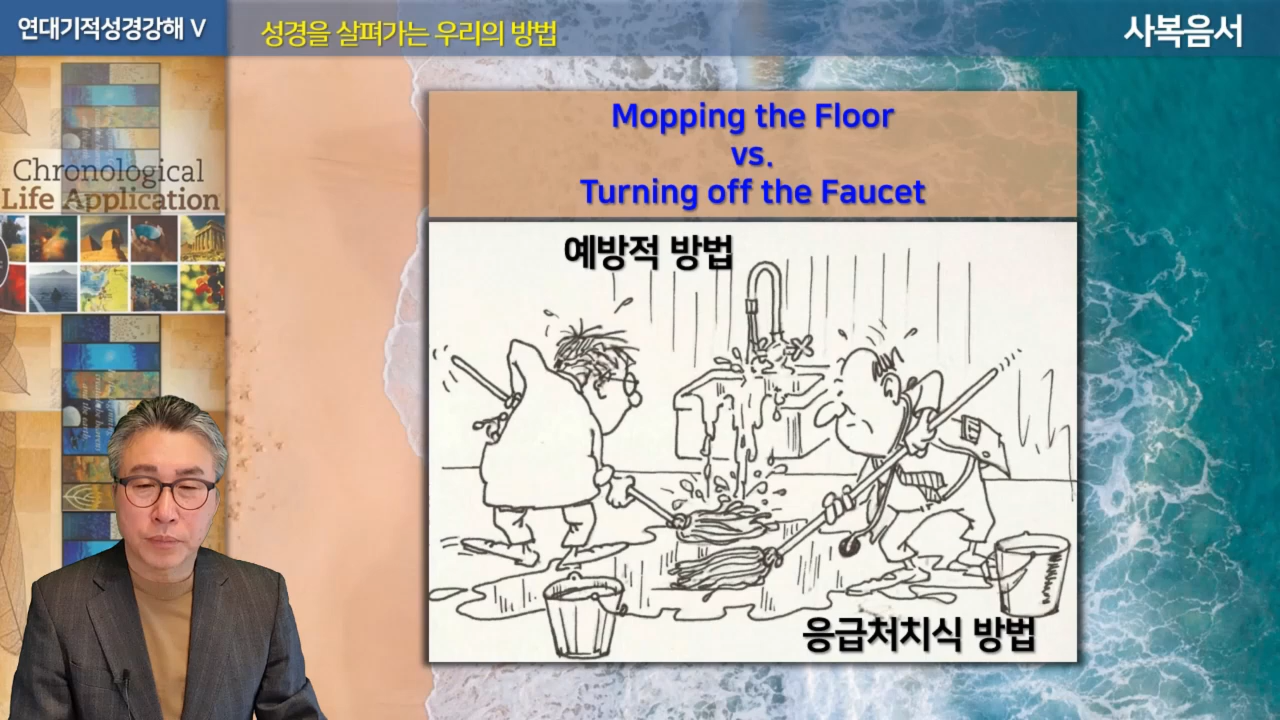 연대기적성경강해 V
성경을 살펴가는 우리의 방법
사복음서
Chronological
Life Application
Mopping the Floor
vs.
Turning off the Faucet
예방적 방법
응급처치식 방법